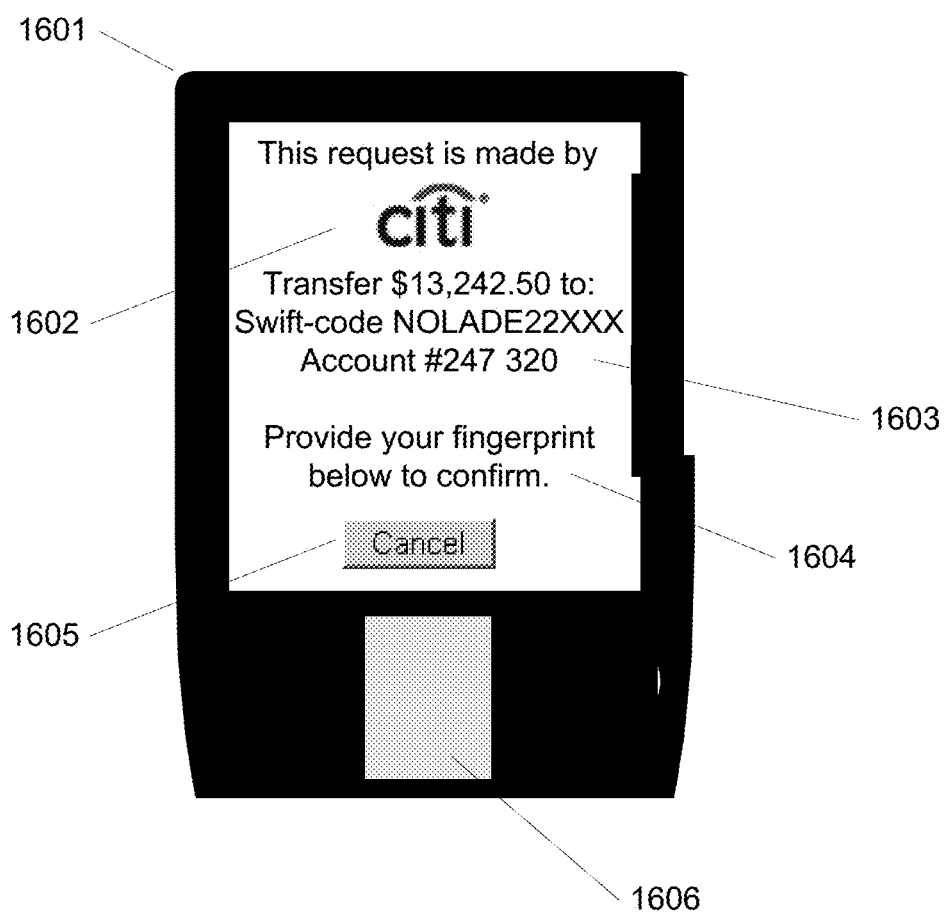 1601
This request is made by
citi®
1602
Transfer $13,242.50 to:
Swift-code NOLADE22XXX
Account #247 320
1603
Provide your fingerprint
below to confirm.
1604
Cancel
1605
1606